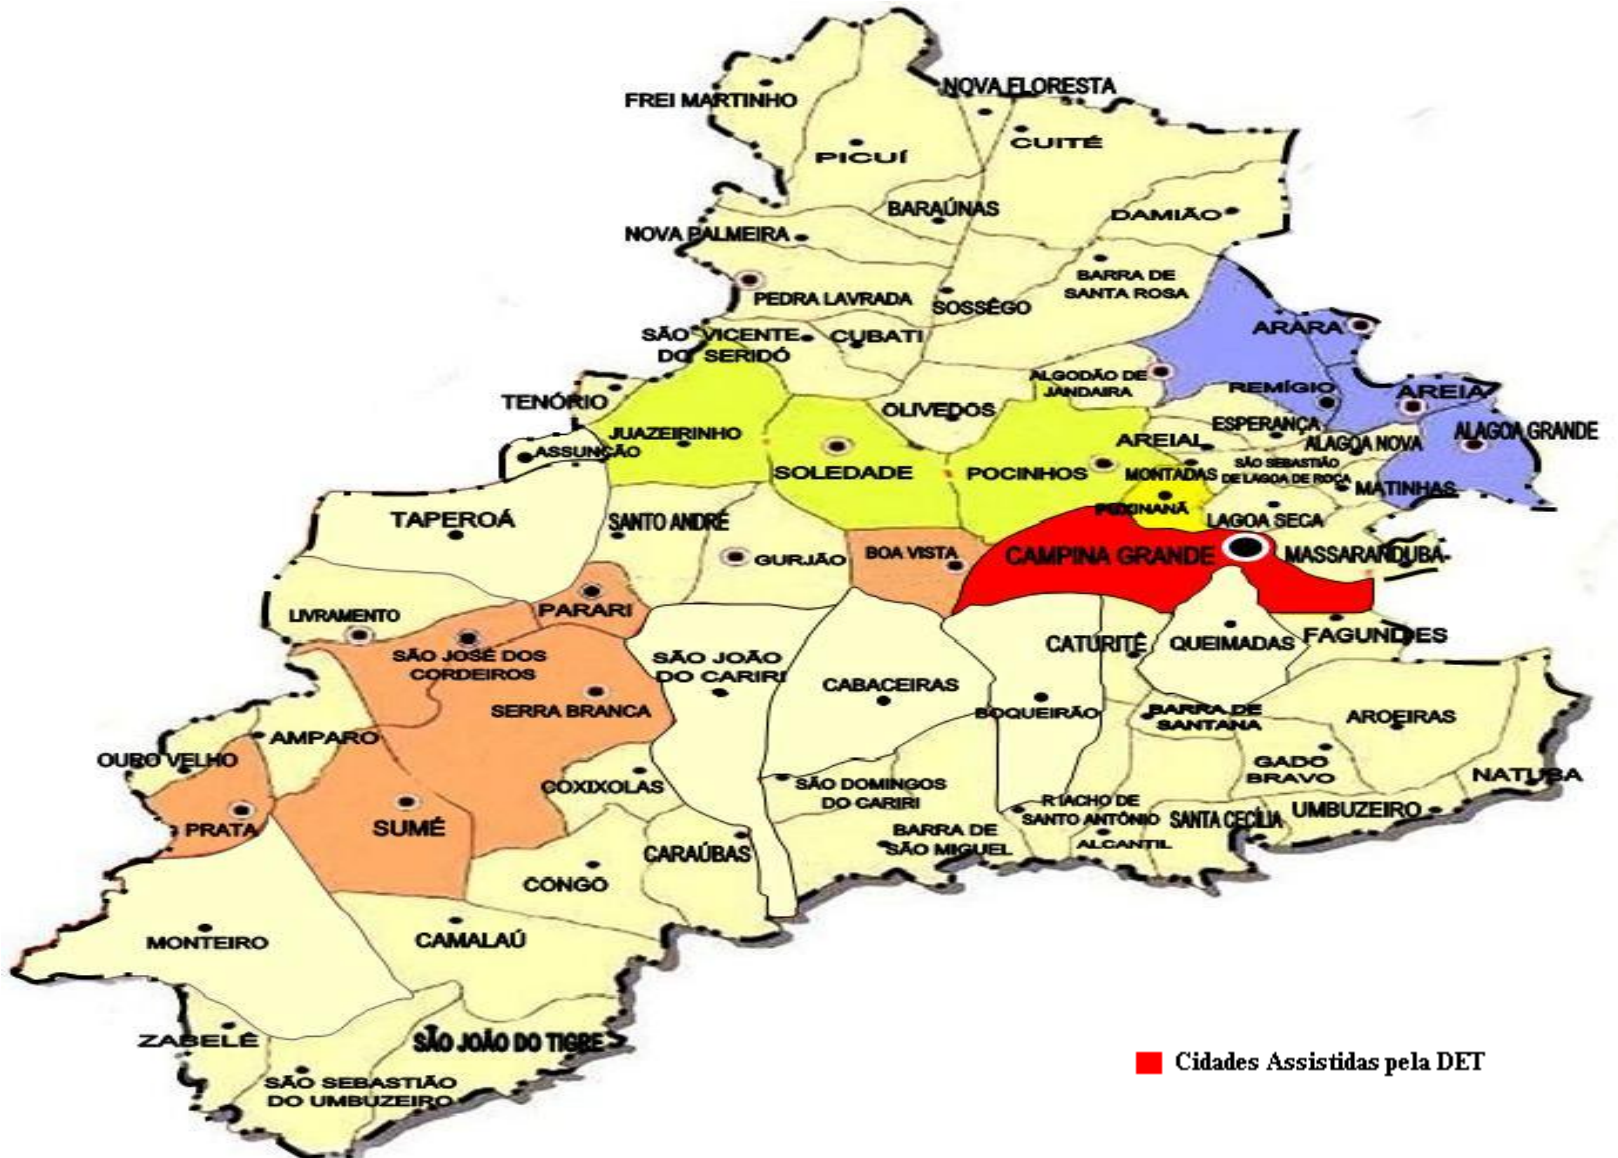 NOVA FLORESTA
FREI MARTINHO
CUITÉ
PICUÍ
BARAÚNAS
DAMIÃO
NOVA PALMEIRA
BARRA DE
SANTA ROSA
PEDRA LAVRADA
SOSSÊGO
ARARA
SÃO VICENTE
DO SERIDÓ
CUBATI
ALGODÃO DE
JANDAIRA
REMÍGIO
AREIA
TENÓRIO
OLIVEDOS
ESPERANÇA
ALAGOA GRANDE
JUAZEIRINHO
AREIAL
ALAGOA NOVA
ASSUNÇÃO
SOLEDADE
POCINHOS
MONTADAS
SÃO SEBASTIÃO
DE LAGOA DE ROÇA
MATINHAS
PUXINANÃ
TAPEROÁ
SANTO ANDRÉ
LAGOA SECA
GURJÃO
BOA VISTA
CAMPINA GRANDE
MASSARANDUBA
LIVRAMENTO
PARARI
CATURITÊ
QUEIMADAS
FAGUNDES
SÃO JOSÉ DOS
CORDEIROS
SÃO JOÃO
DO CARIRI
CABACEIRAS
SERRA BRANCA
BOQUEIRÃO
BARRA DE
SANTANA
AROEIRAS
AMPARO
OURO VELHO
GADO
BRAVO
NATUBA
COXIXOLAS
SÃO DOMINGOS
DO CARIRI
RIACHO DE
SANTO ANTÔNIO
SANTA CECÍLIA
UMBUZEIRO
PRATA
SUMÉ
BARRA DE
SÃO MIGUEL
ALCANTIL
CARAÚBAS
CONGO
MONTEIRO
CAMALAÚ
ZABELÊ
SÃO JOÃO DO TIGRE
SÃO SEBASTIÃO
DO UMBUZEIRO
Cidades Assistidas pela DET